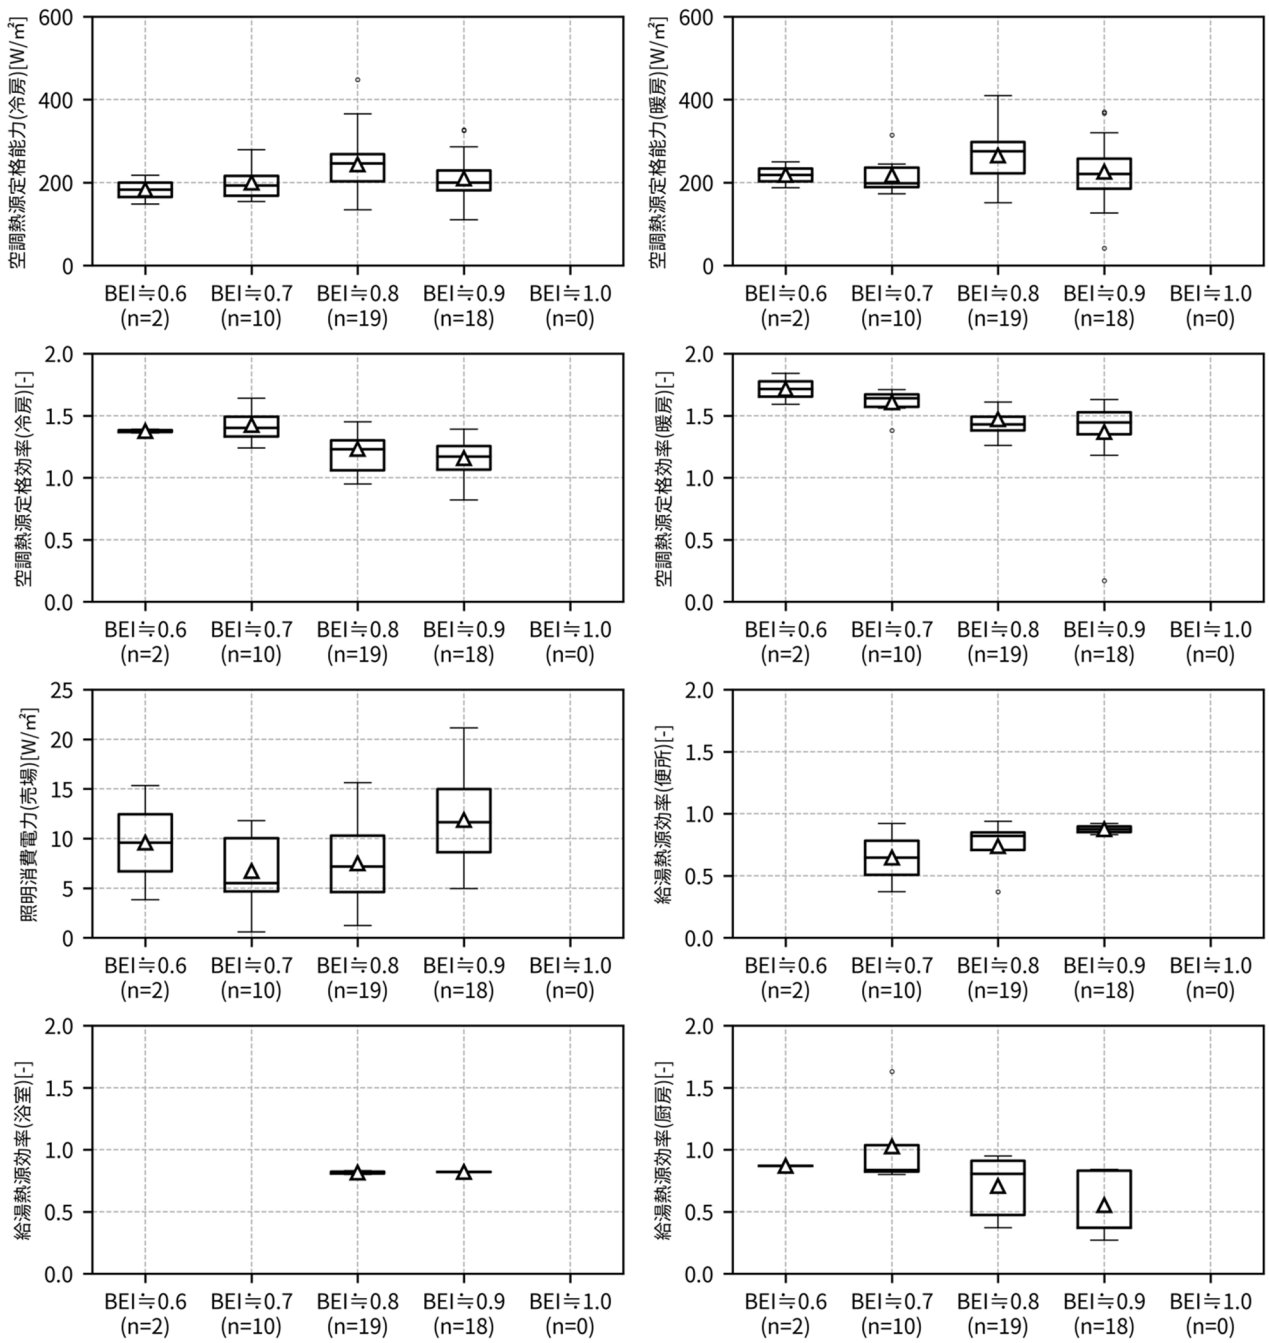 空調熱源定格能力(冷房)[W/㎡]
600
400
200
0
BEI≒0.6 BEI≒0.7 BEI≒0.8 BEI≒0.9 BEI≒1.0
(n=2) (n=10) (n=19) (n=18) (n=0)
空調熱源定格能力(暖房)[W/㎡]
600
400
200
0
BEI≒0.6 BEI≒0.7 BEI≒0.8 BEI≒0.9 BEI≒1.0
(n=2) (n=10) (n=19) (n=18) (n=0)
空調熱源定格効率(冷房)[-]
2.0
1.5
1.0
0.5
0.0
BEI≒0.6 BEI≒0.7 BEI≒0.8 BEI≒0.9 BEI≒1.0
(n=2) (n=10) (n=19) (n=18) (n=0)
空調熱源定格効率(暖房)[-]
2.0
1.5
1.0
0.5
0.0
BEI≒0.6 BEI≒0.7 BEI≒0.8 BEI≒0.9 BEI≒1.0
(n=2) (n=10) (n=19) (n=18) (n=0)
照明消費電力(売場)[W/㎡]
25
20
15
10
5
0
BEI≒0.6 BEI≒0.7 BEI≒0.8 BEI≒0.9 BEI≒1.0
(n=2) (n=10) (n=19) (n=18) (n=0)
給湯熱源効率(便所)[-]
2.0
1.5
1.0
0.5
0.0
BEI≒0.6 BEI≒0.7 BEI≒0.8 BEI≒0.9 BEI≒1.0
(n=2) (n=10) (n=19) (n=18) (n=0)
給湯熱源効率(浴室)[-]
2.0
1.5
1.0
0.5
0.0
BEI≒0.6 BEI≒0.7 BEI≒0.8 BEI≒0.9 BEI≒1.0
(n=2) (n=10) (n=19) (n=18) (n=0)
給湯熱源効率(厨房)[-]
2.0
1.5
1.0
0.5
0.0
BEI≒0.6 BEI≒0.7 BEI≒0.8 BEI≒0.9 BEI≒1.0
(n=2) (n=10) (n=19) (n=18) (n=0)